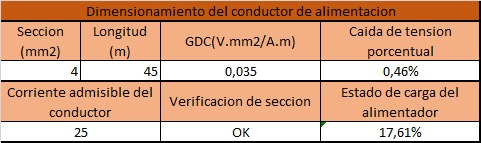 Dimensionamiento del conductor de alimentacion
Seccion (mm2) Longitud (m) GDC(V.mm2/A.m) Caida de tension porcentual
4 45 0,035 0,46%
Corriente admisible del conductor Verificacion de seccion Estado de carga del alimentador
25 OK 17,61%